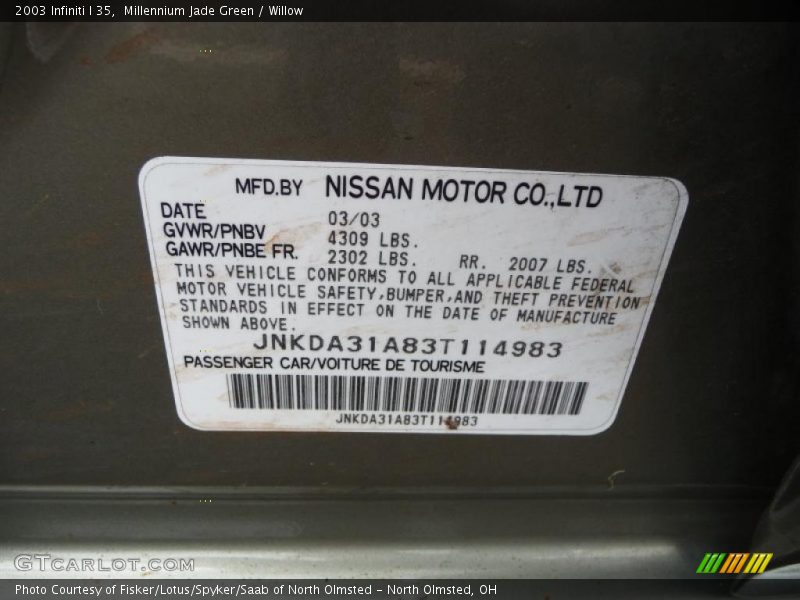 2003 Infiniti I 35,  Millennium Jade Green / Willow
MFD.BY NISSAN MOTOR CO.,LTD
DATE 03/03
GVWR/PNBV 4309 LBS.
GAWR/PNBE FR. 2302 LBS. RR. 2007 LBS.
THIS VEHICLE CONFORMS TO ALL APPLICABLE FEDERAL
MOTOR VEHICLE SAFETY,BUMPER,AND THEFT PREVENTION
STANDARDS IN EFFECT ON THE DATE OF MANUFACTURE
SHOWN ABOVE.
JNKDA31A83T114983
PASSENGER CAR/VOITURE DE TOURISME
JNKDA31A83T114983
GTCARLOT.COM
Photo Courtesy of Fisker/Lotus/Spyker/Saab of North Olmsted - North Olmsted, OH